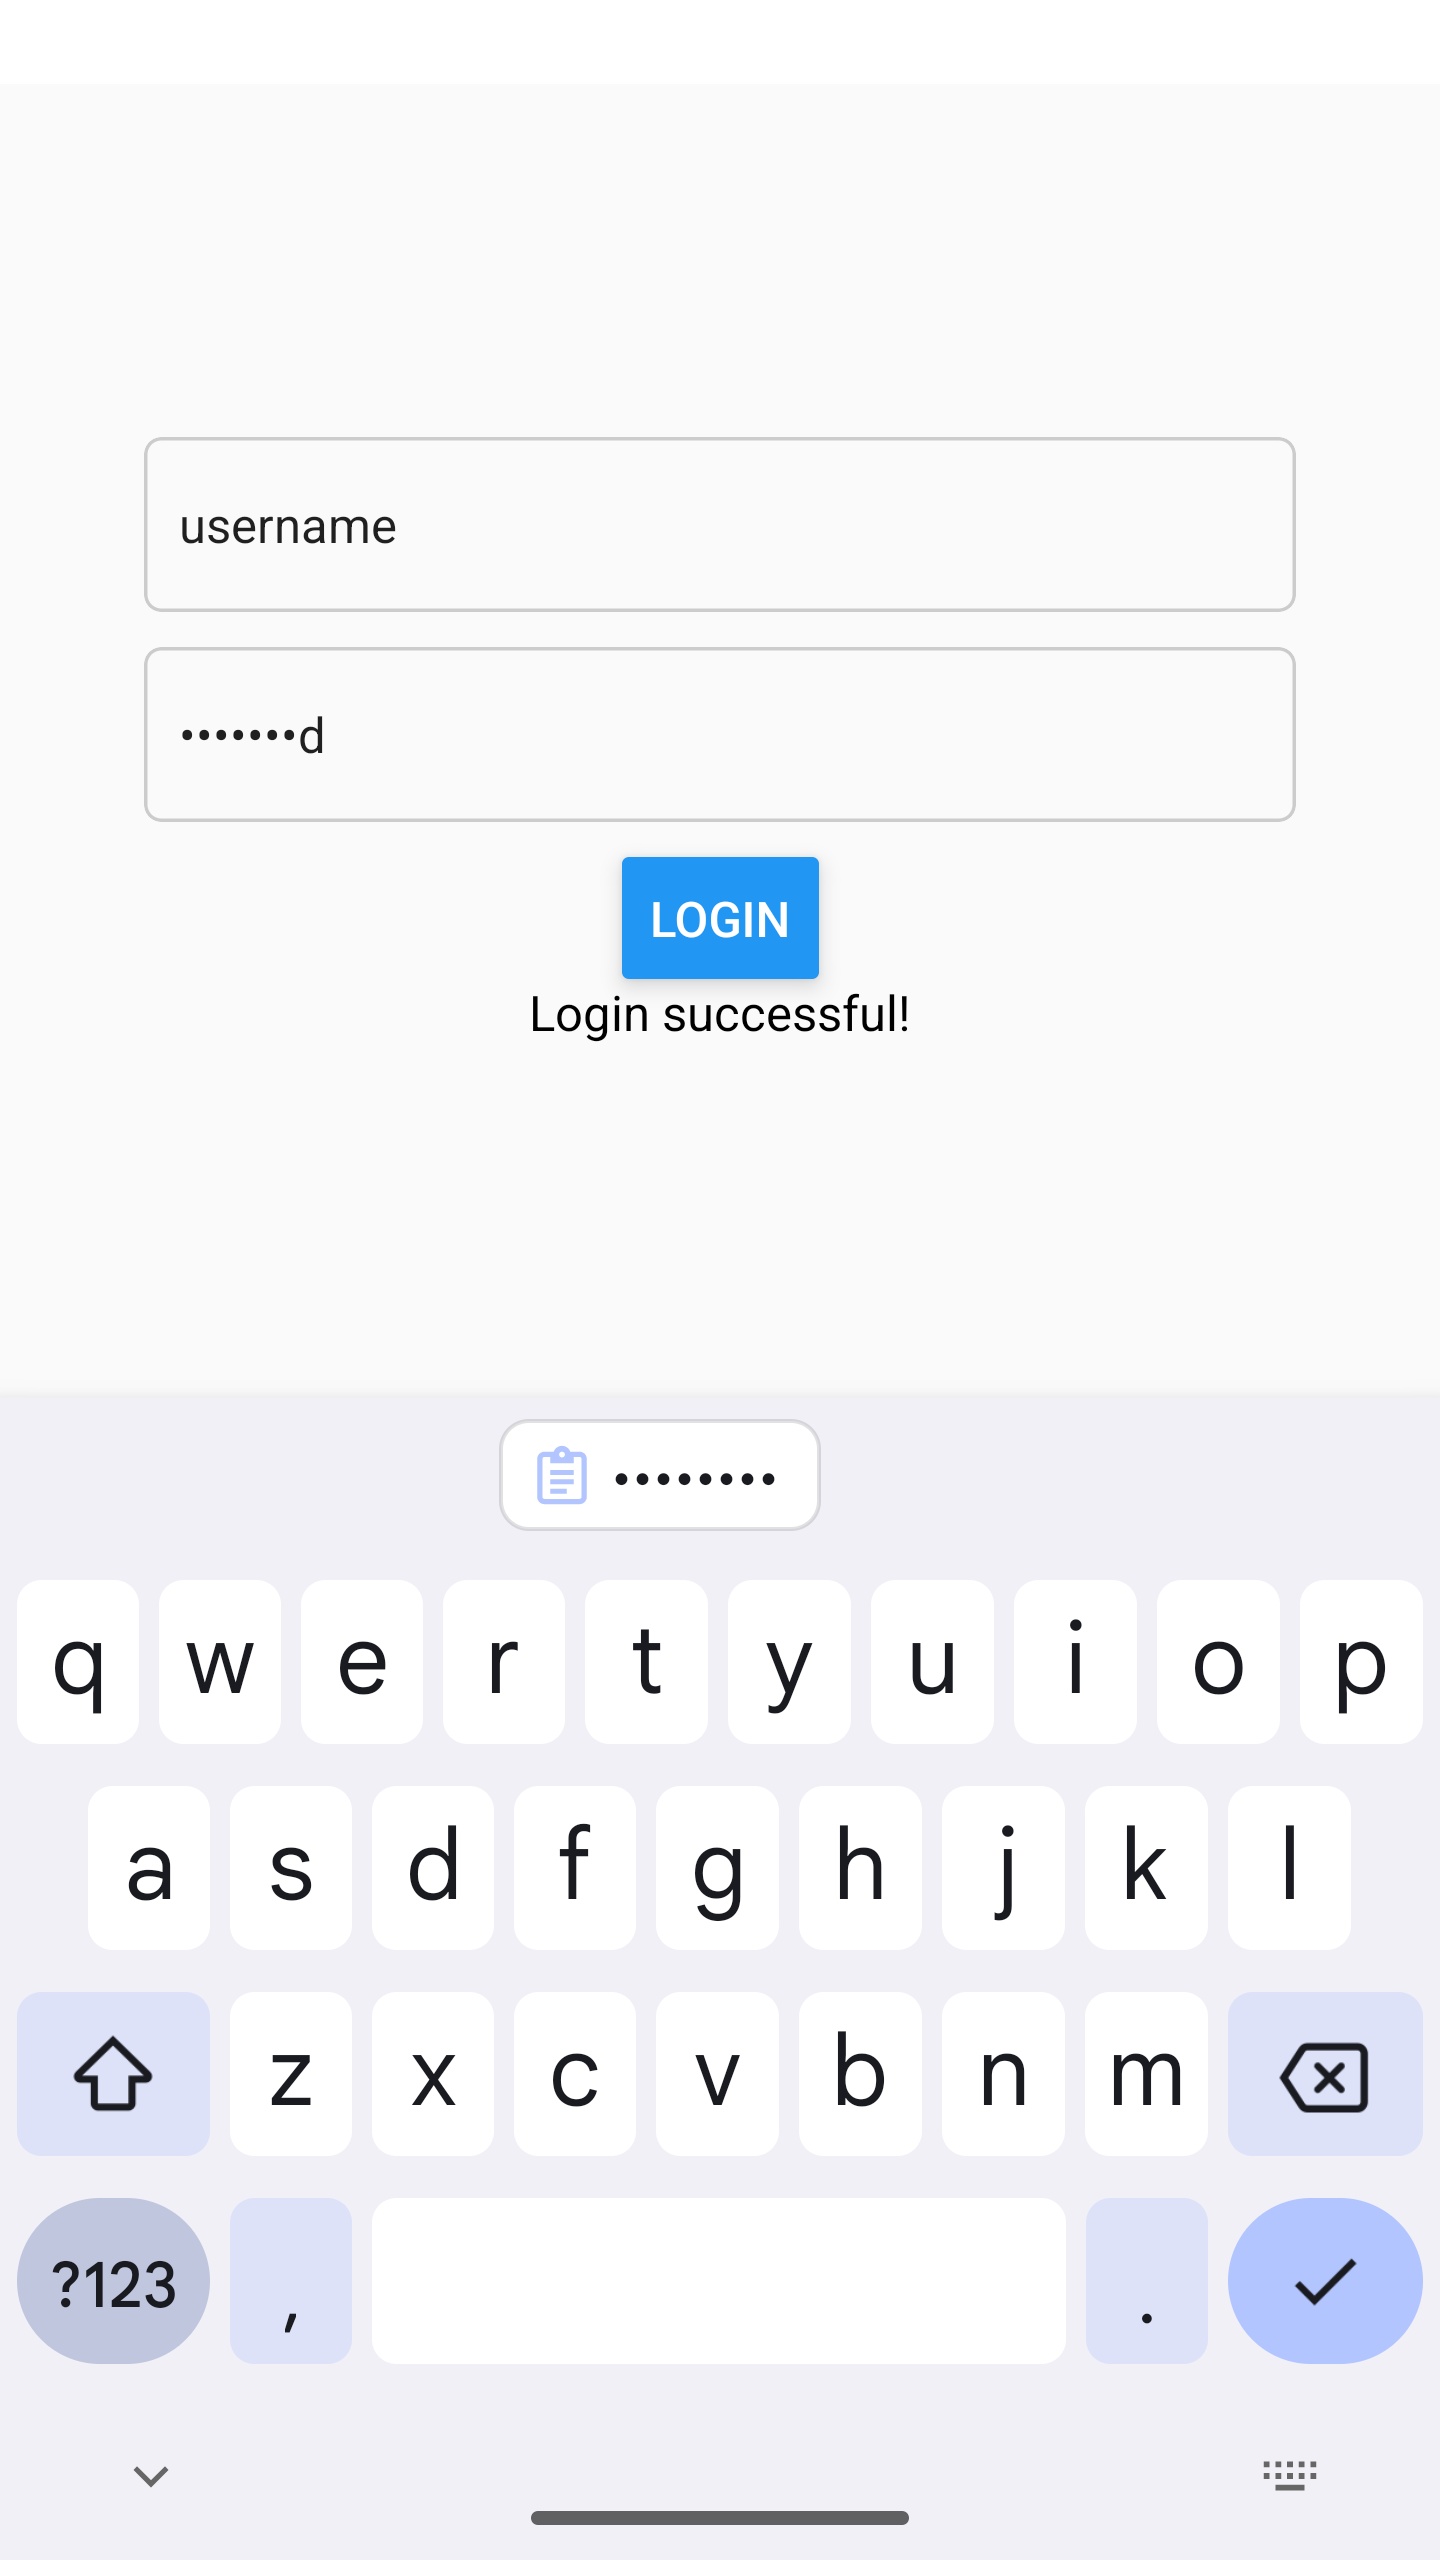 username
•••••••d
LOGIN
Login successful!
••••••••
q w e r t y u i o p
a s d f g h j k l
z x c v b n m
?123 , .